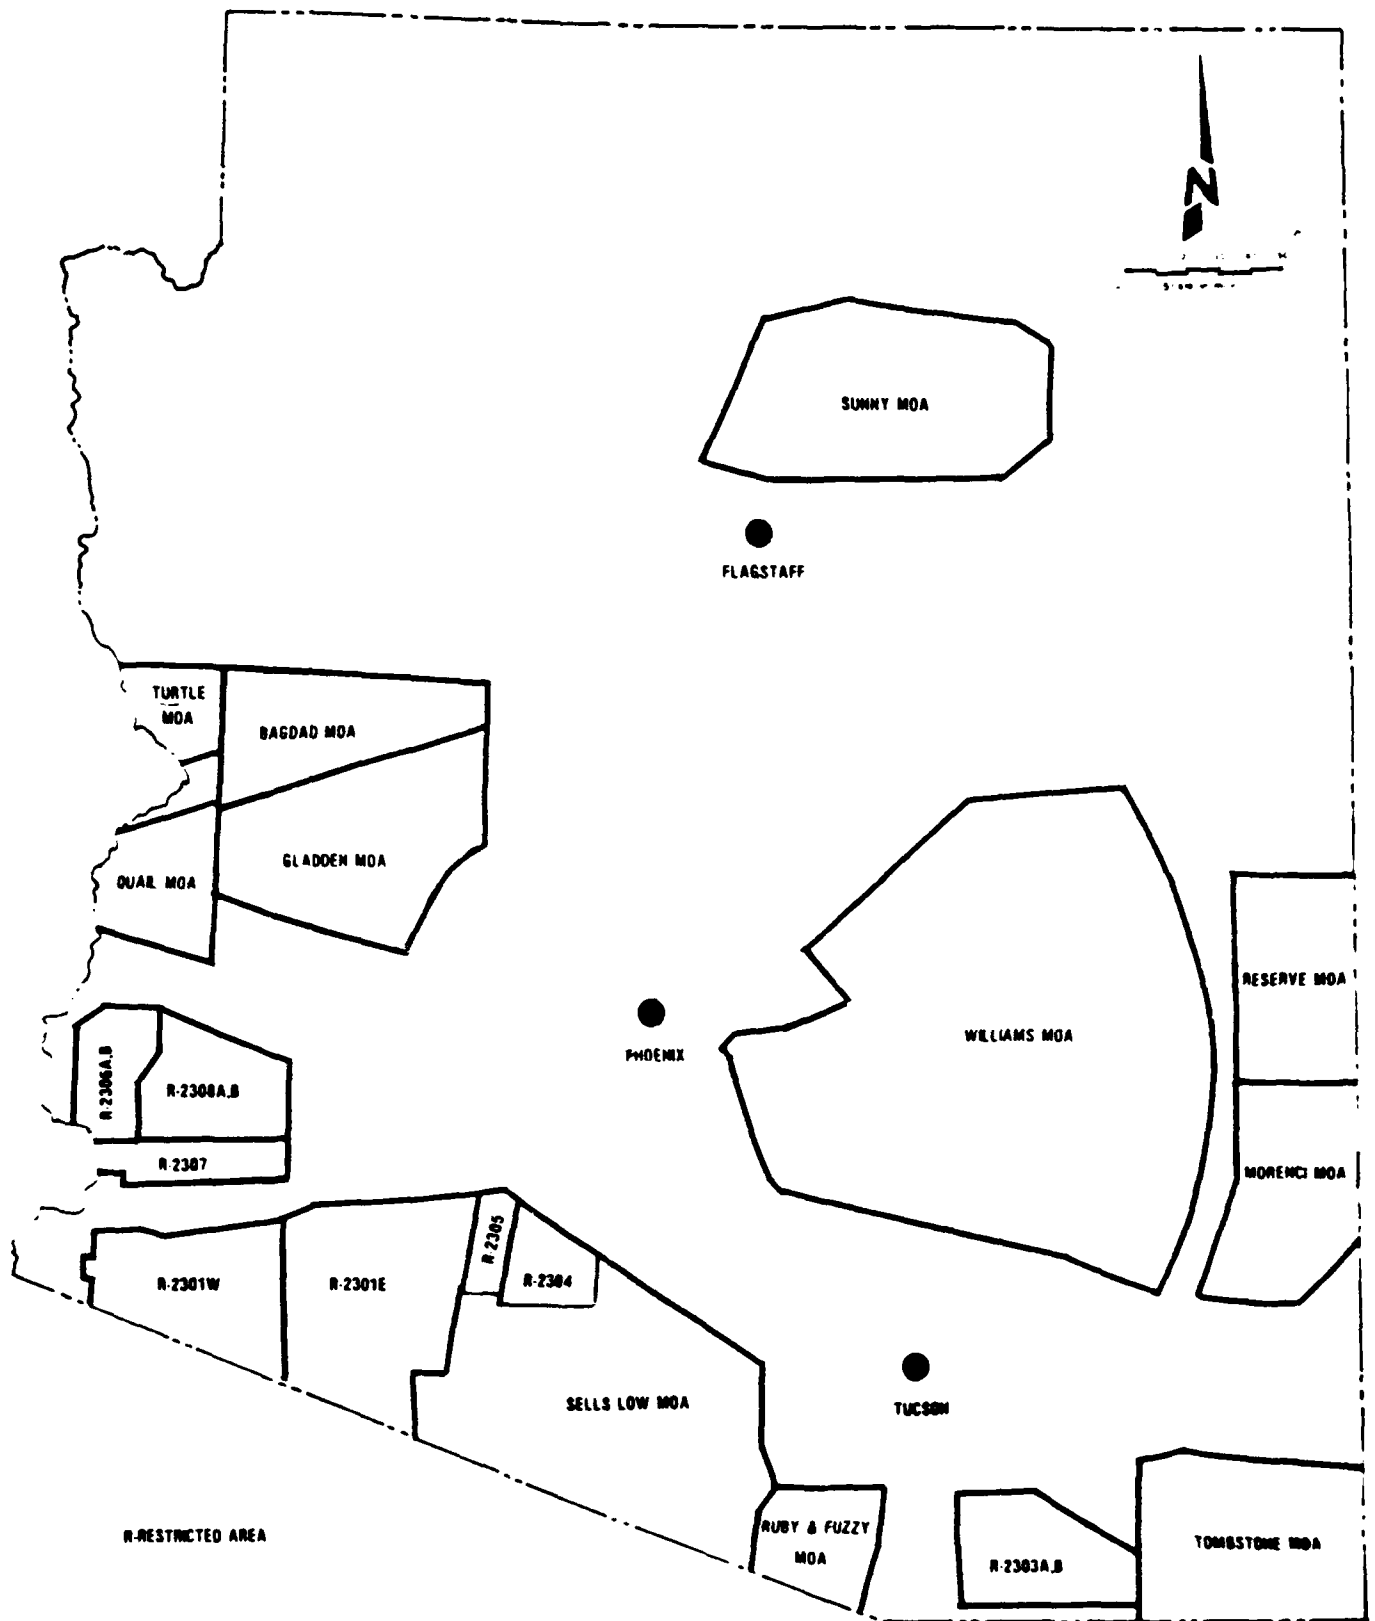 N
SUNNY MOA
FLAGSTAFF
TURTLE
MOA
BAGDAD MOA
GLADDEN MOA
QUAIL MOA
RESERVE MOA
WILLIAMS MOA
PHOENIX
R-2306A,B
R-2308A,B
R-2307
MORENCI MOA
R-2305
R-2301W
R-2301E
R-2304
SELLS LOW MOA
TUCSON
R-RESTRICTED AREA
RUBY & FUZZY
MOA
R-2303A,B
TOMBSTONE MOA